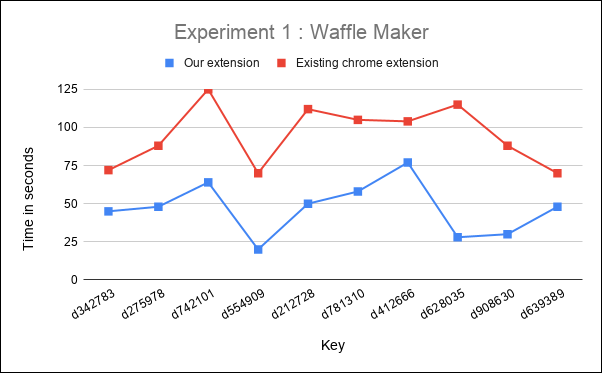 Experiment 1 : Waffle Maker
Our extension
Existing chrome extension
125
100
75
50
25
0
Time in seconds
d342783
d275978
d742101
d554909
d212728
d781310
d412666
d628035
d908630
d639389
Key